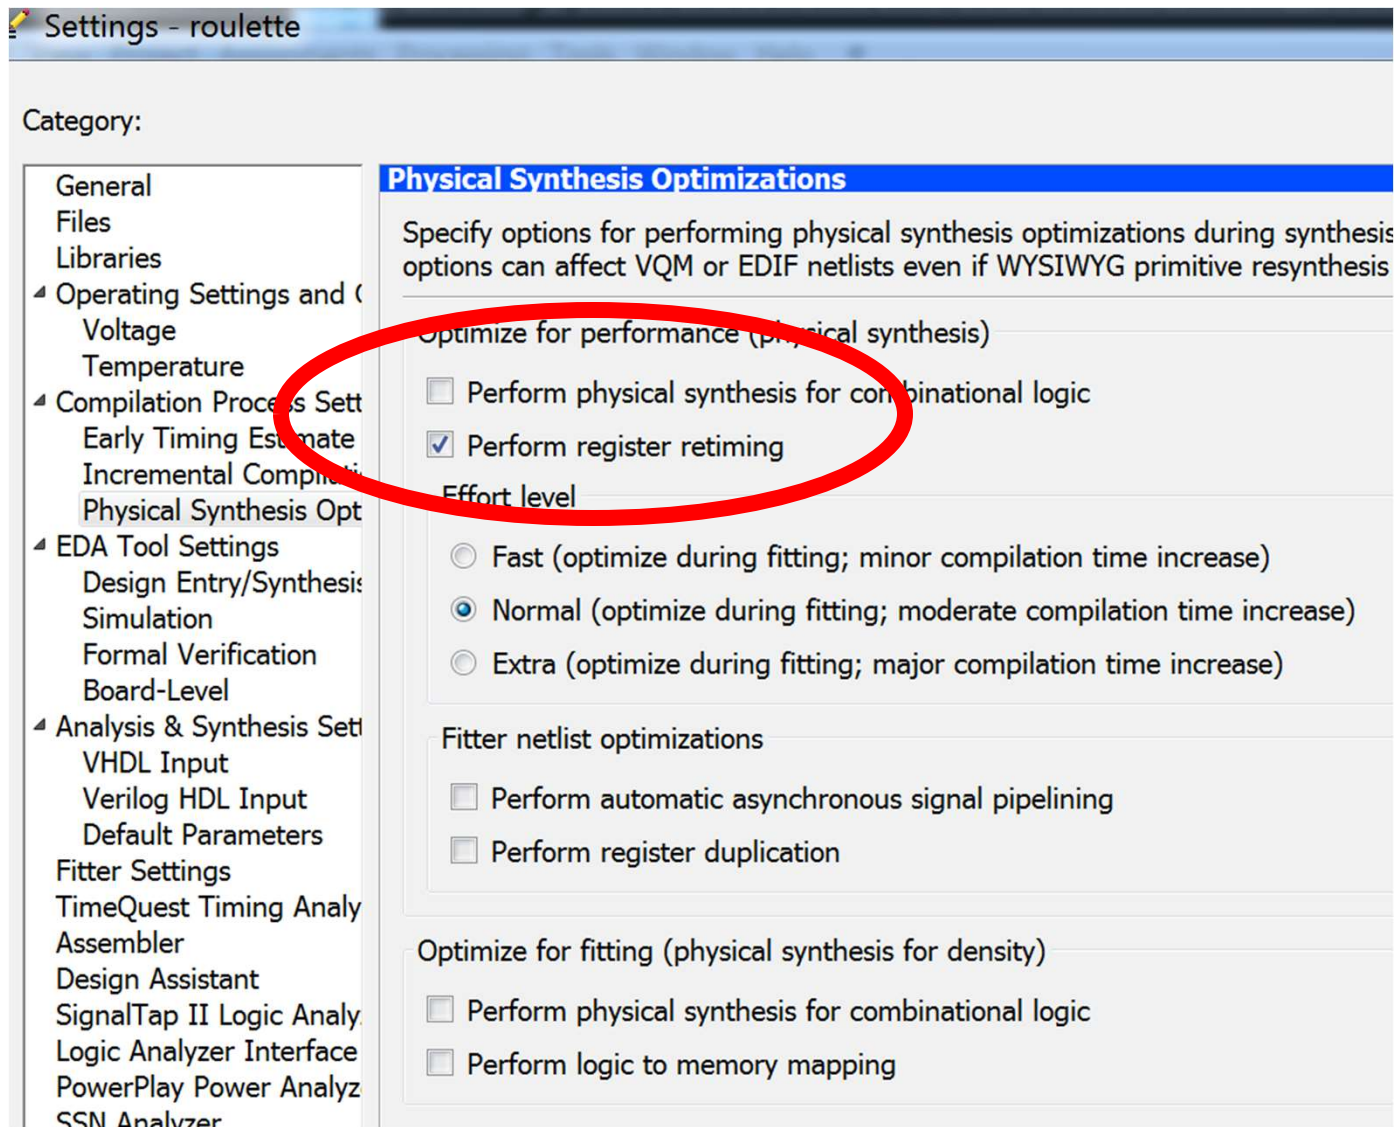 Settings - roulette
Category:
General
Files
Libraries
Operating Settings and
Voltage
Temperature
Compilation Process Sett
Early Timing Estimate
Incremental Compilati
Physical Synthesis Opt
EDA Tool Settings
Design Entry/Synthesis
Simulation
Formal Verification
Board-Level
Analysis & Synthesis Sett
VHDL Input
Verilog HDL Input
Default Parameters
Fitter Settings
TimeQuest Timing Analy
Assembler
Design Assistant
SignalTap II Logic Analy
Logic Analyzer Interface
PowerPlay Power Analyz
SSN Analyzer
Physical Synthesis Optimizations
Specify options for performing physical synthesis optimizations during synthesis
options can affect VQM or EDIF netlists even if WYSIWYG primitive resynthesis
Optimize for performance (physical synthesis)
Perform physical synthesis for combinational logic
Perform register retiming
Effort level
Fast (optimize during fitting; minor compilation time increase)
Normal (optimize during fitting; moderate compilation time increase)
Extra (optimize during fitting; major compilation time increase)
Fitter netlist optimizations
Perform automatic asynchronous signal pipelining
Perform register duplication
Optimize for fitting (physical synthesis for density)
Perform physical synthesis for combinational logic
Perform logic to memory mapping